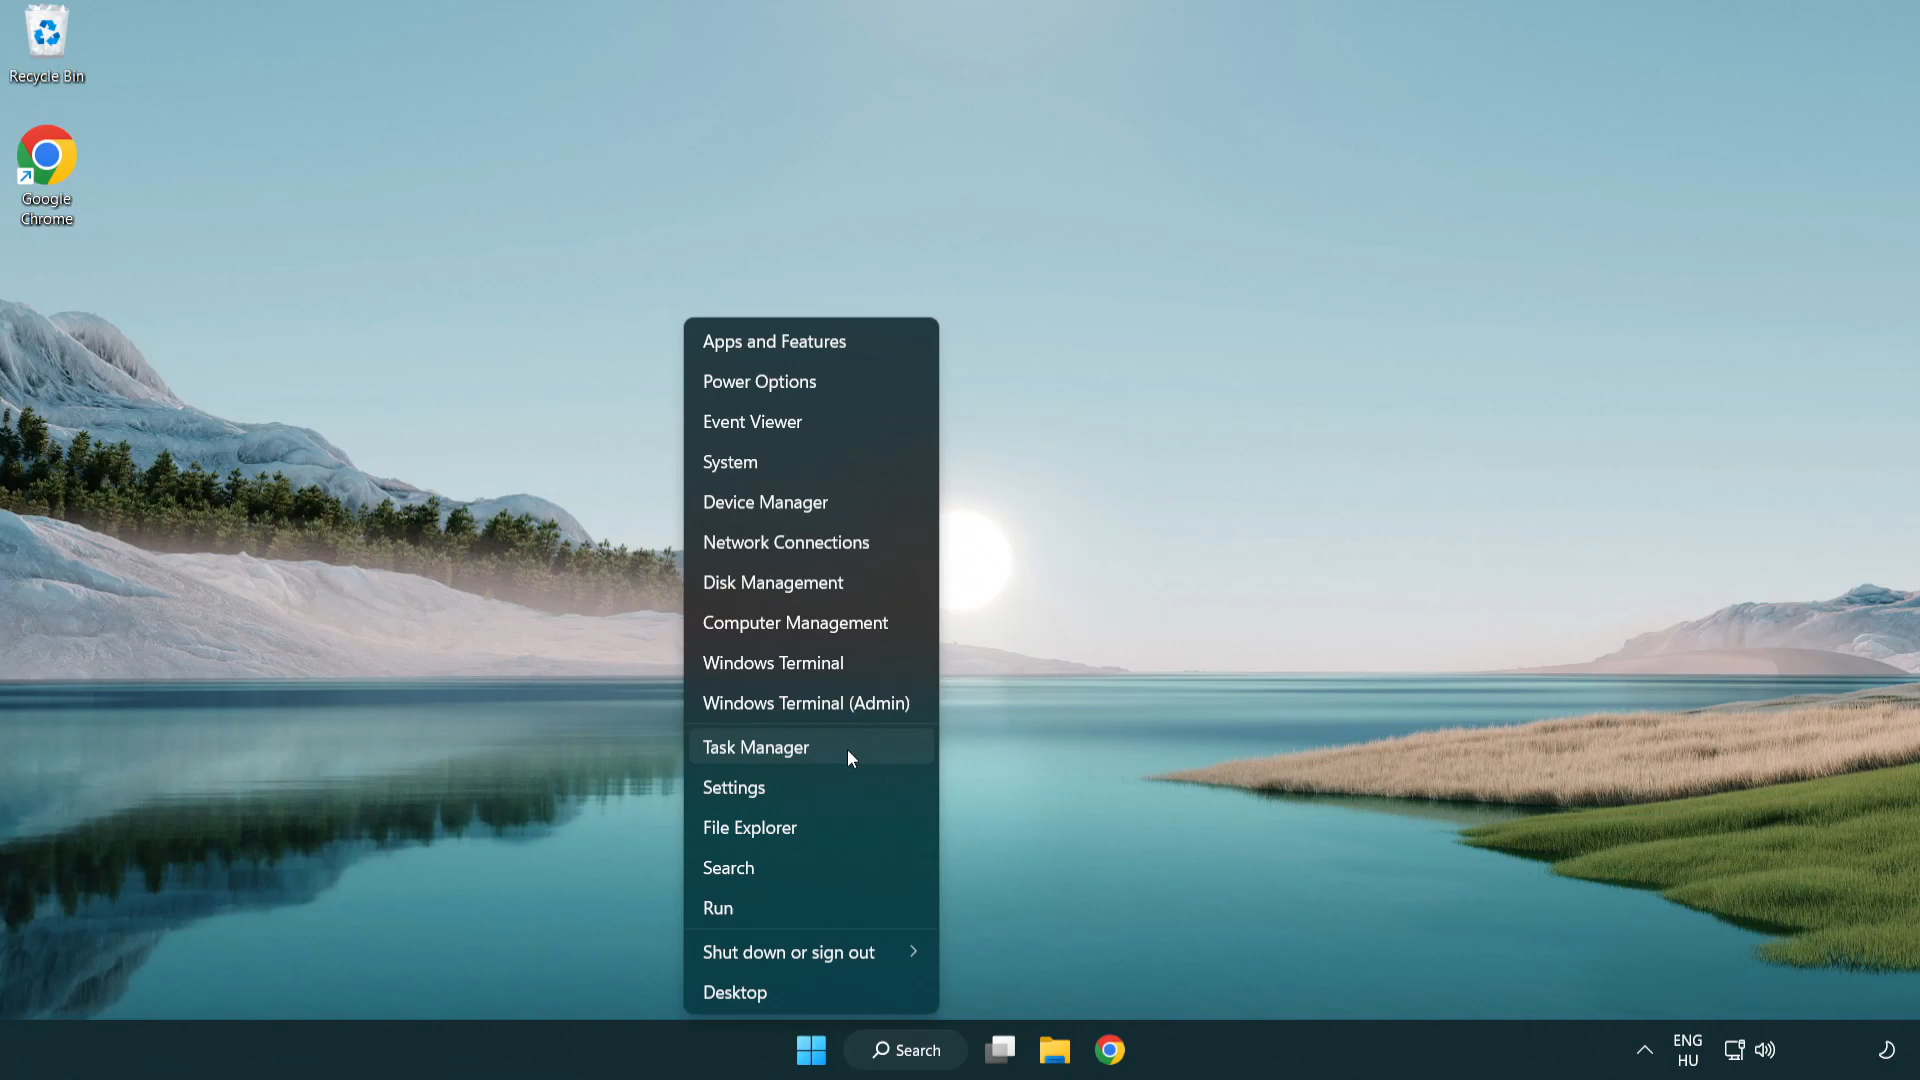 Recycle Bin
Google
Chrome
Apps and Features
Power Options
Event Viewer
System
Device Manager
Network Connections
Disk Management
Computer Management
Windows Terminal
Windows Terminal (Admin)
Task Manager
Settings
File Explorer
Search
Run
Shut down or sign out
Desktop
Search
ENG
HU